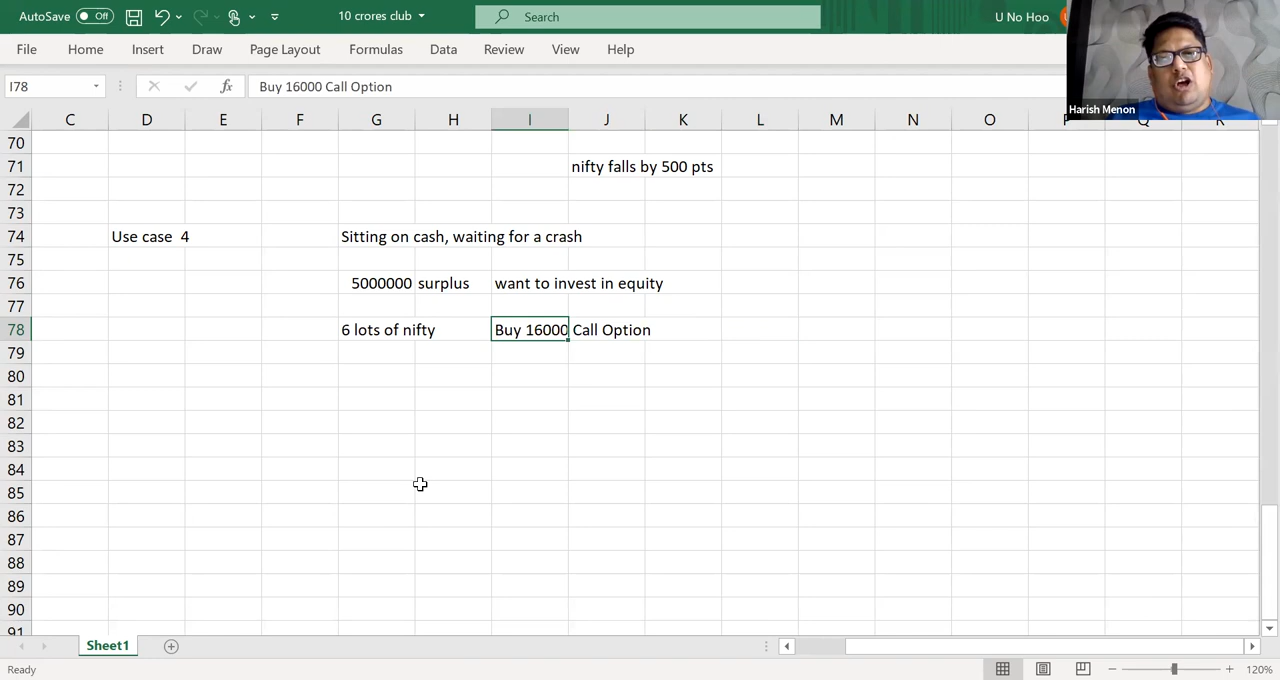 AutoSave Off 10 crores club Search U No Hoo
File Home Insert Draw Page Layout Formulas Data Review View Help
Harish Menon
I78 fx Buy 16000 Call Option
C D E F G H I J K L M N O
70
71 nifty falls by 500 pts
72
73
74 Use case 4 Sitting on cash, waiting for a crash
75
76 5000000 surplus want to invest in equity
77
78 6 lots of nifty Buy 16000 Call Option
79
80
81
82
83
84
85
86
87
88
89
90
91
Sheet1
Ready 120%